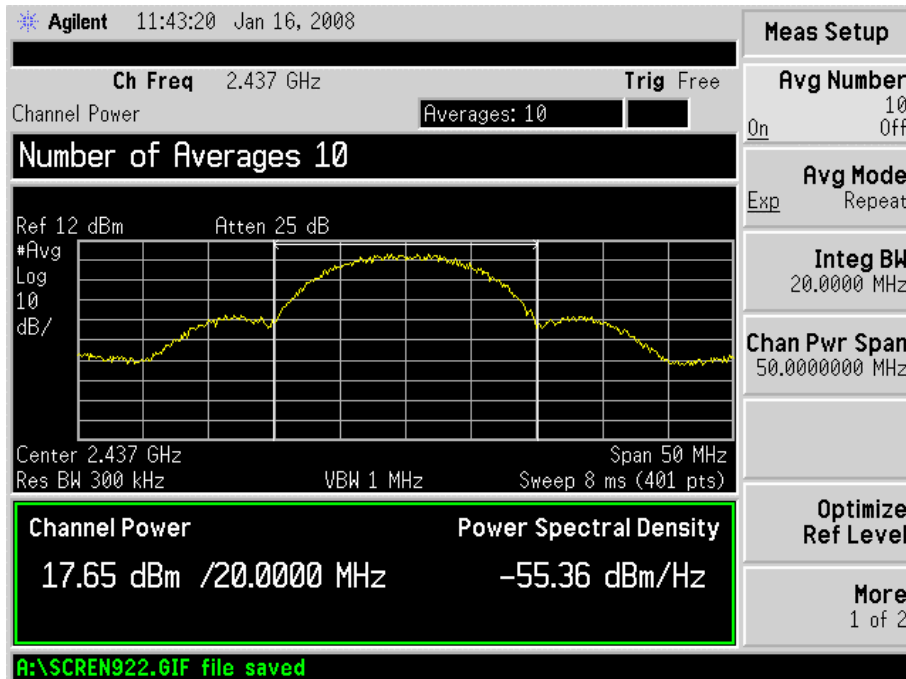 Agilent 11:43:20 Jan 16, 2008
Meas Setup
Ch Freq 2.437 GHz Trig Free
Channel Power Averages: 10
Number of Averages 10
Avg Number
10
On Off
Avg Mode
Exp Repeat
Integ BW
20.0000 MHz
Chan Pwr Span
50.0000000 MHz
Optimize
Ref Level
More
1 of 2
Ref 12 dBm Atten 25 dB
#Avg
Log
10
dB/
Center 2.437 GHz Span 50 MHz
Res BW 300 kHz VBW 1 MHz Sweep 8 ms (401 pts)
Channel Power Power Spectral Density
17.65 dBm /20.0000 MHz -55.36 dBm/Hz
A:\SCREN922.GIF file saved